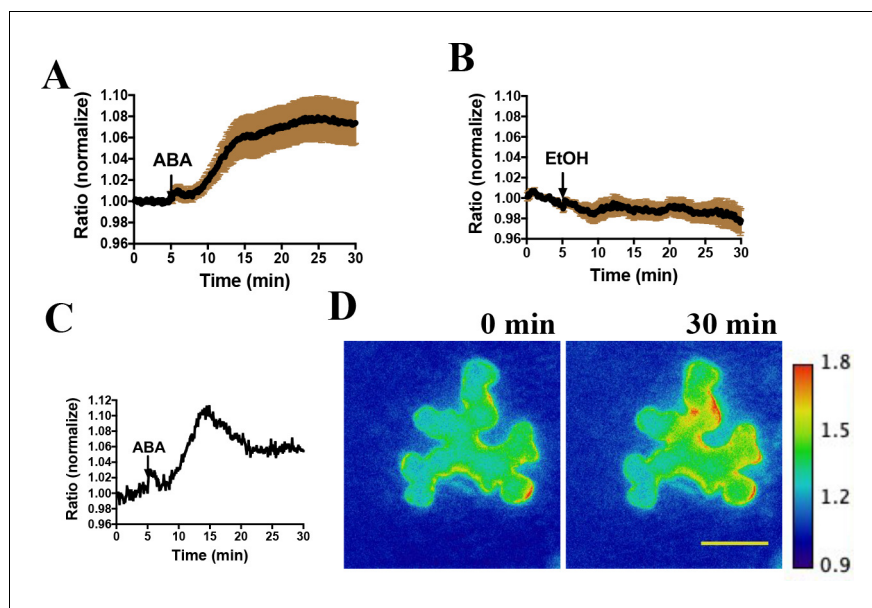 A
Ratio (normalize)
1.10
1.08
1.06
1.04
1.02
1.00
0.98
0.96
ABA
0 5 10 15 20 25 30
Time (min)
B
Ratio (normalize)
1.10
1.08
1.06
1.04
1.02
1.00
0.98
0.96
EtOH
0 5 10 15 20 25 30
Time (min)
C
Ratio (normalize)
1.12
1.10
1.08
1.06
1.04
1.02
1.00
0.98
0.96
ABA
0 5 10 15 20 25 30
Time (min)
D
0 min
30 min
1.8
1.5
1.2
0.9